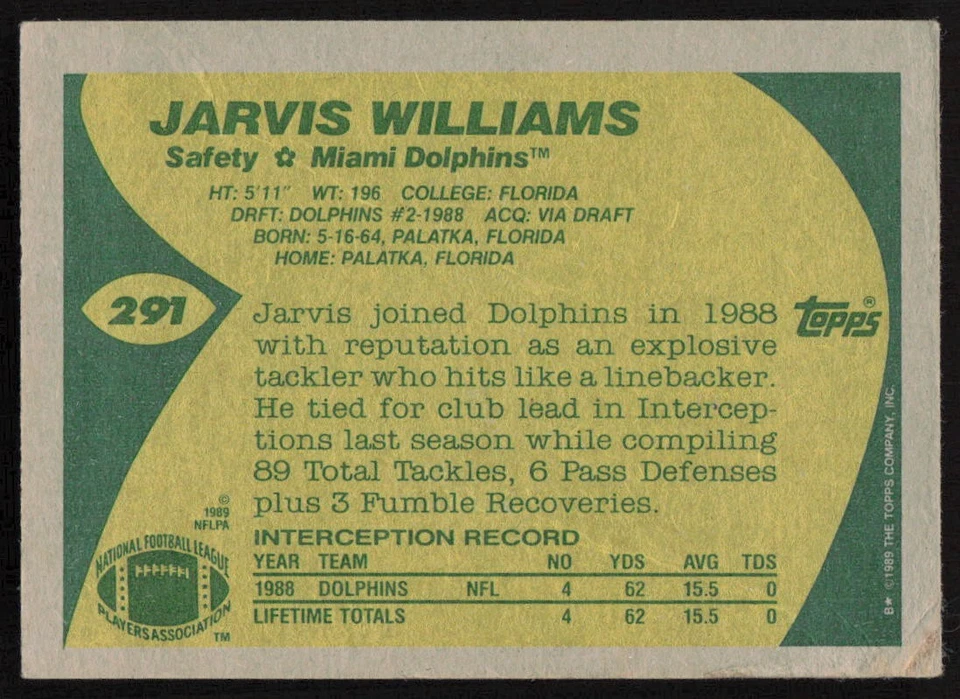 JARVIS WILLIAMS
Safety ✿ Miami Dolphins™
HT: 5'11" WT: 196 COLLEGE: FLORIDA
DRFT: DOLPHINS #2-1988 ACQ: VIA DRAFT
BORN: 5-16-64, PALATKA, FLORIDA
HOME: PALATKA, FLORIDA
291
Jarvis joined Dolphins in 1988
with reputation as an explosive
tackler who hits like a linebacker.
He tied for club lead in Intercep-
tions last season while compiling
89 Total Tackles, 6 Pass Defenses
plus 3 Fumble Recoveries.
topps®
©
1989
NFLPA
NATIONAL FOOTBALL LEAGUE
PLAYERS ASSOCIATION
TM
INTERCEPTION RECORD
YEAR TEAM NO YDS AVG TDS
1988 DOLPHINS NFL 4 62 15.5 0
LIFETIME TOTALS 4 62 15.5 0
B* ©1989 THE TOPPS COMPANY, INC.